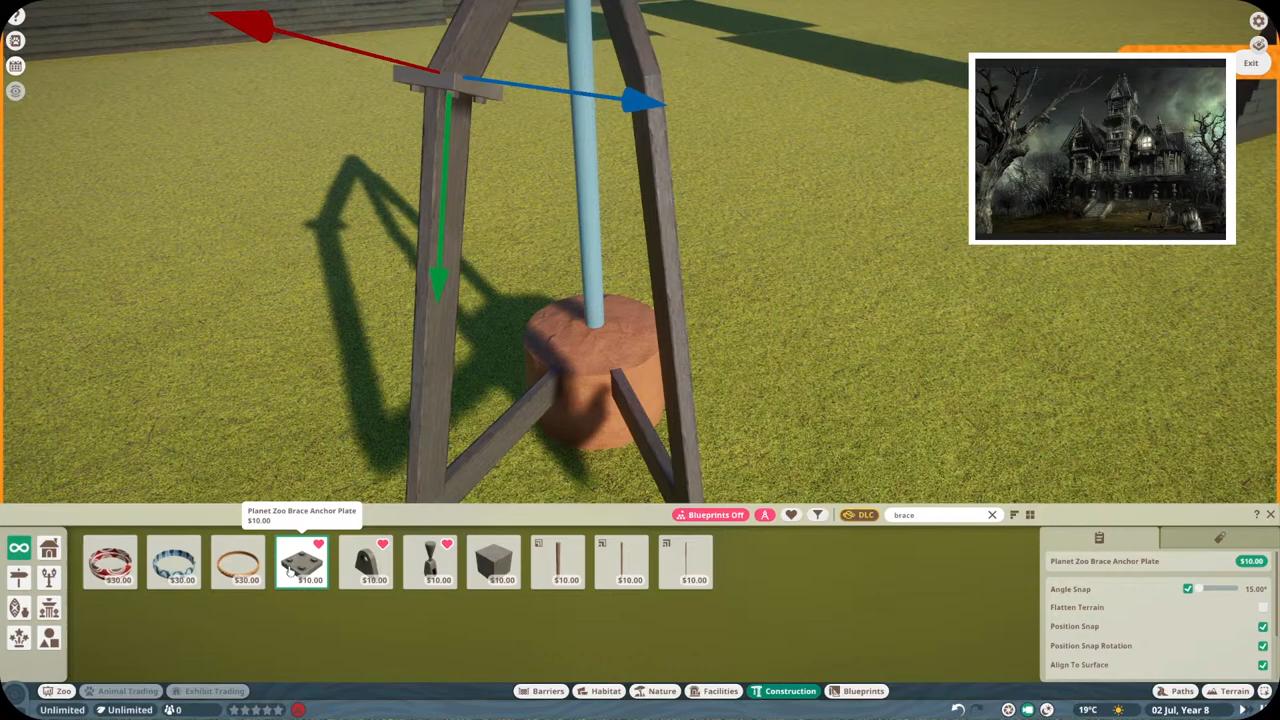 ?
Exit
Planet Zoo Brace Anchor Plate
$10.00
Blueprints Off
DLC
brace
?
$30.00
$30.00
$30.00
$10.00
$10.00
$10.00
$10.00
$10.00
$10.00
$10.00
Planet Zoo Brace Anchor Plate
$10.00
Angle Snap
15.00°
Flatten Terrain
Position Snap
Position Snap Rotation
Align To Surface
Zoo
Animal Trading
Exhibit Trading
Barriers
Habitat
Nature
Facilities
Construction
Blueprints
Paths
Terrain
Unlimited
Unlimited
0
19°C
02 Jul, Year 8